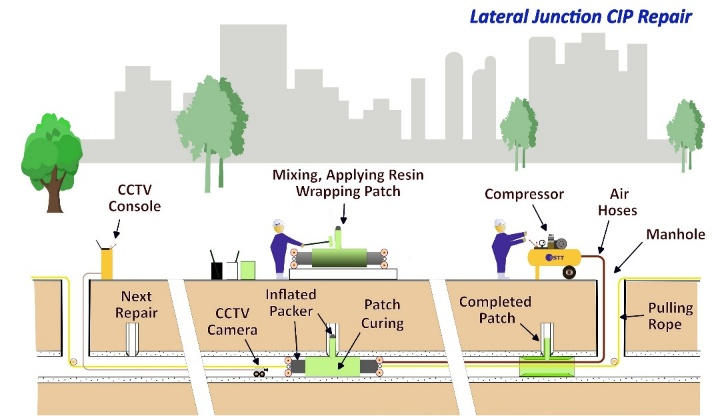 Lateral Junction CIP Repair
Mixing, Applying Resin
Wrapping Patch
CCTV
Console
Compressor
Air
Hoses
Manhole
STT
Next
Repair
CCTV
Camera
Inflated
Packer
Patch
Curing
Completed
Patch
Pulling
Rope